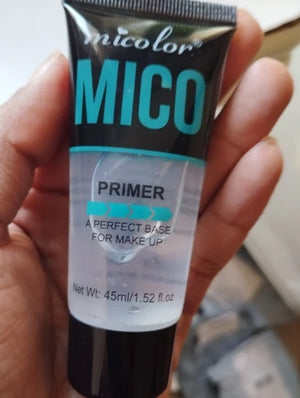 micolor®
MICO
PRIMER
A PERFECT BASE
FOR MAKE UP
Net Wt: 45ml/1.52 fl.oz